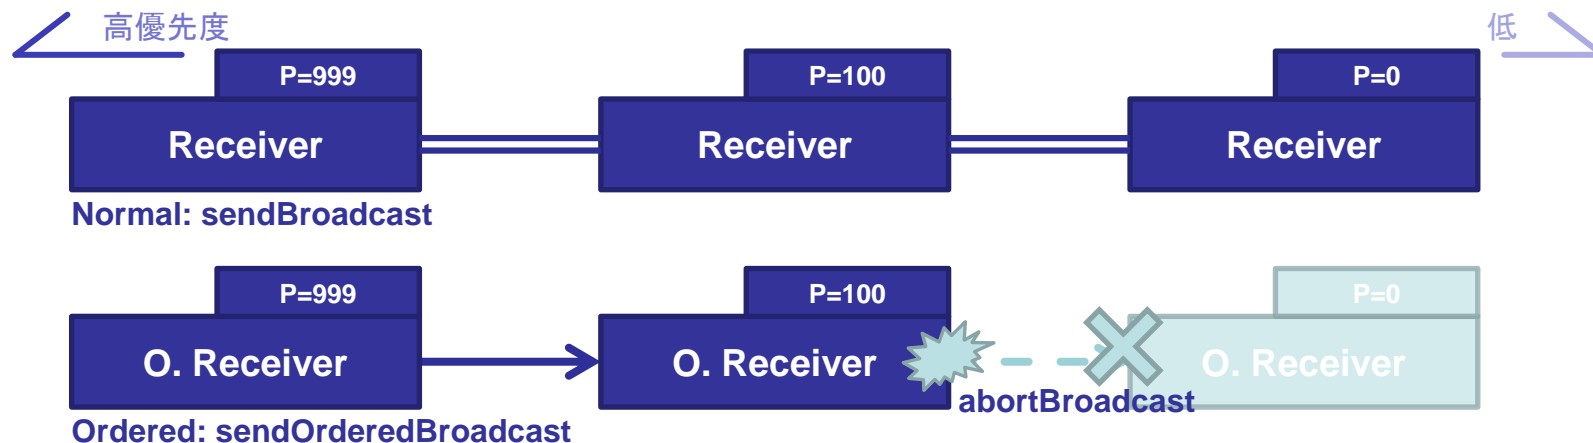 高優先度
低
P=999
P=100
P=0
Receiver
Receiver
Receiver
Normal: sendBroadcast
P=999
P=100
P=0
O. Receiver
O. Receiver
O. Receiver
abortBroadcast
Ordered: sendOrderedBroadcast